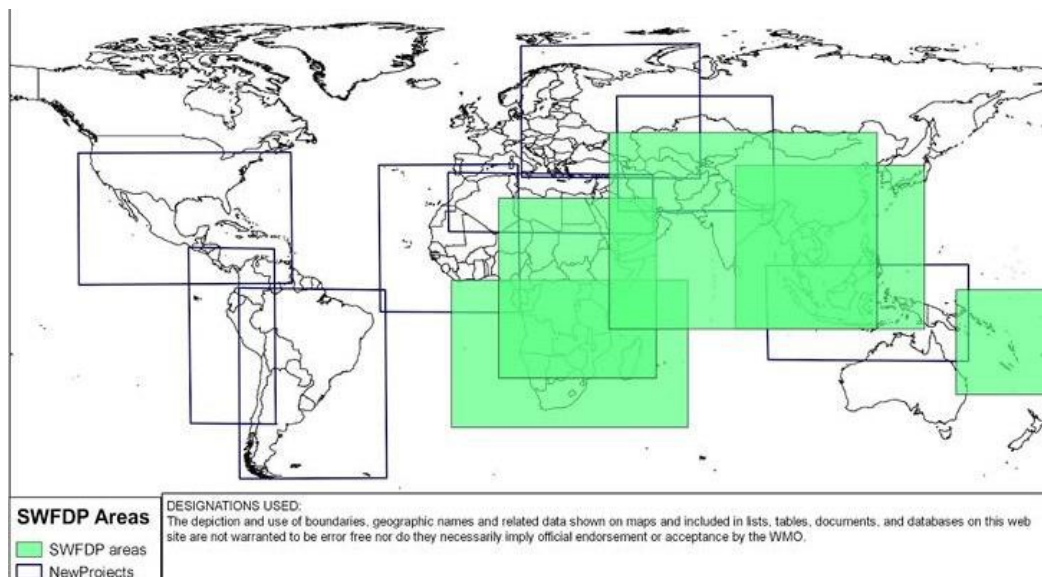 SWFDP Areas
SWFDP areas
NewProjects
DESIGNATIONS USED:
The depiction and use of boundaries, geographic names and related data shown on maps and included in lists, tables, documents, and databases on this web
site are not warranted to be error free nor do they necessarily imply official endorsement or acceptance by the WMO.